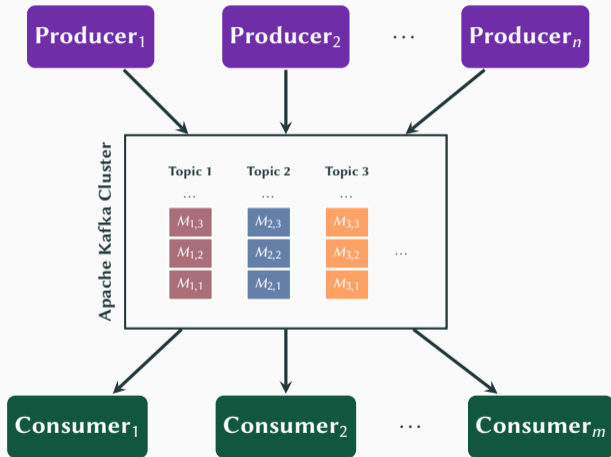 Producer₁ Producer₂ ... Producerₙ
Apache Kafka Cluster
Topic 1 Topic 2 Topic 3
... ... ...
M₁,₃ M₂,₃ M₃,₃
M₁,₂ M₂,₂ M₃,₂ ...
M₁,₁ M₂,₁ M₃,₁
Consumer₁ Consumer₂ ... Consumerₘ